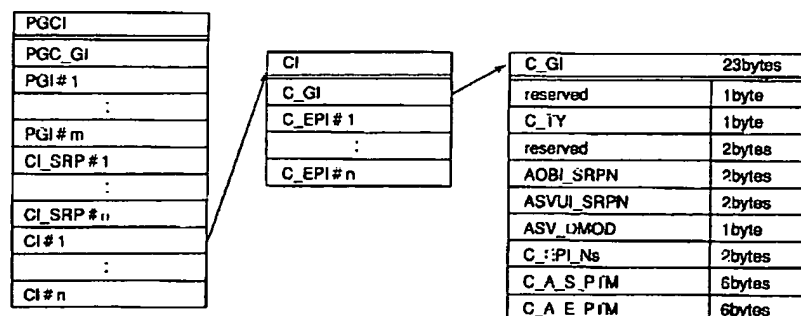 PGCI
PGC_GI
PGI#1
:
PGI#m
CI_SRP#1
:
CI_SRP#n
CI#1
:
CI#n
CI
C_GI
C_EPI#1
:
C_EPI#n
C_GI 23bytes
reserved 1byte
C_TY 1byte
reserved 2bytes
AOBI_SRPN 2bytes
ASVUI_SRPN 2bytes
ASV_DMOD 1byte
C_EPI_Ns 2bytes
C_A_S_PTM 6bytes
C_A_E_PTM 6bytes